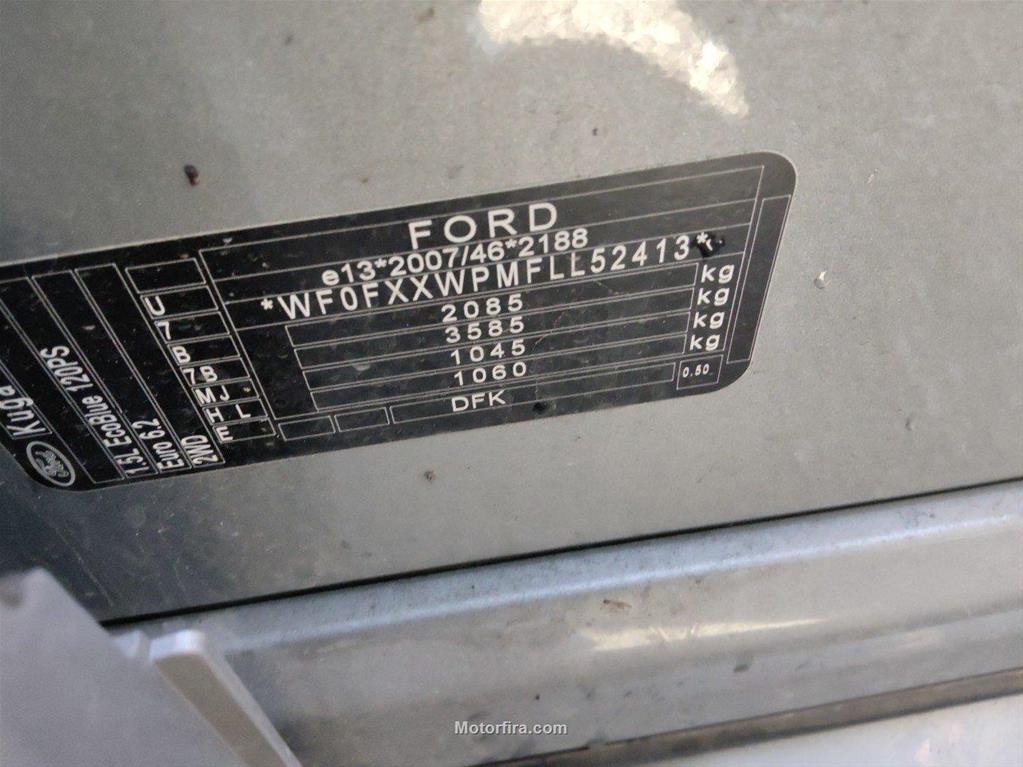 FORD
e13*2007/46*2188
*WF0FXXWPMFLL52413*
2085 kg
3585 kg
1045 kg
1060 kg
DFK 0.50
U
7
B
7B
MJ
H L
E
2WD
Euro 6.2
1.5L EcoBlue 120PS
Kuga
Ford
Motorfira.com